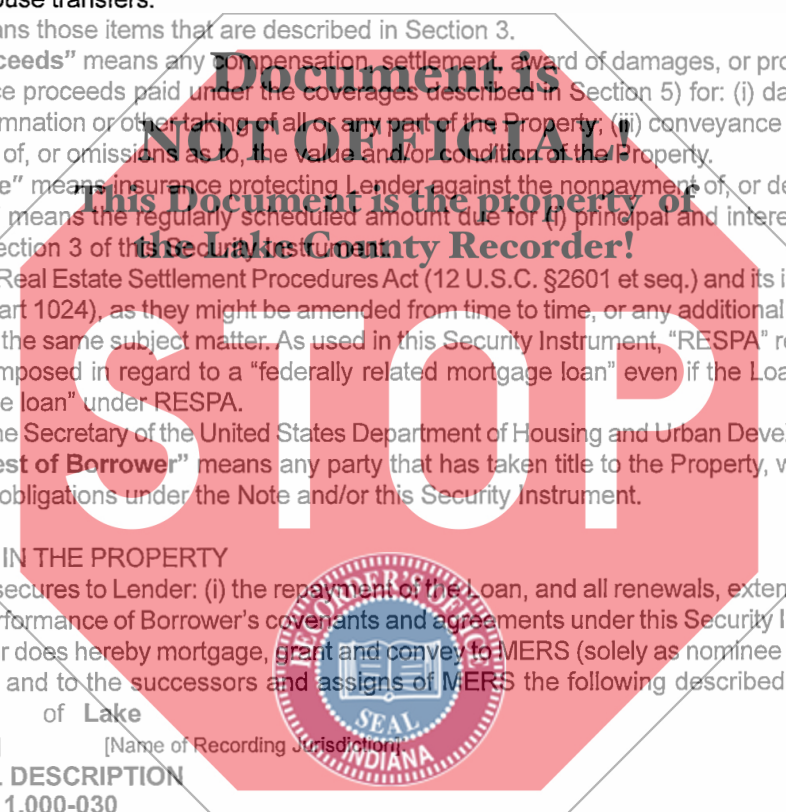 ouse transfers.
ans those items that are described in Section 3.
ceeds” means any compensation, settlement, award of damages, or pro
ce proceeds paid under the coverages described in Section 5) for: (i) da
mnation or other taking of all or any part of the Property; (iii) conveyance
of, or omissions as to, the value and/or condition of the Property.
e” means insurance protecting Lender against the nonpayment of, or de
means the regularly scheduled amount due for (i) principal and intere
ection 3 of this Security Instrument.
Real Estate Settlement Procedures Act (12 U.S.C. §2601 et seq.) and its i
art 1024), as they might be amended from time to time, or any additional
the same subject matter. As used in this Security Instrument, “RESPA” re
mposed in regard to a “federally related mortgage loan” even if the Loa
e loan” under RESPA.
ne Secretary of the United States Department of Housing and Urban Deve
est of Borrower” means any party that has taken title to the Property, w
obligations under the Note and/or this Security Instrument.
IN THE PROPERTY
secures to Lender: (i) the repayment of the Loan, and all renewals, exten
rformance of Borrower’s covenants and agreements under this Security I
r does hereby mortgage, grant and convey to MERS (solely as nominee
and to the successors and assigns of MERS the following described
of Lake
[Name of Recording Jurisdiction]:
L DESCRIPTION
1.000-030
Document is
NOT OFFICIAL!
This Document is the property of
the Lake County Recorder!
STOP
RECORDER'S OFFICE
SEAL
INDIANA